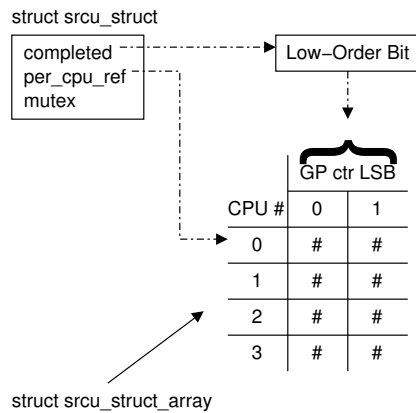 struct srcu_struct
completed
per_cpu_ref
mutex
Low−Order Bit
GP ctr LSB
CPU # 0 1
0 # #
1 # #
2 # #
3 # #
struct srcu_struct_array